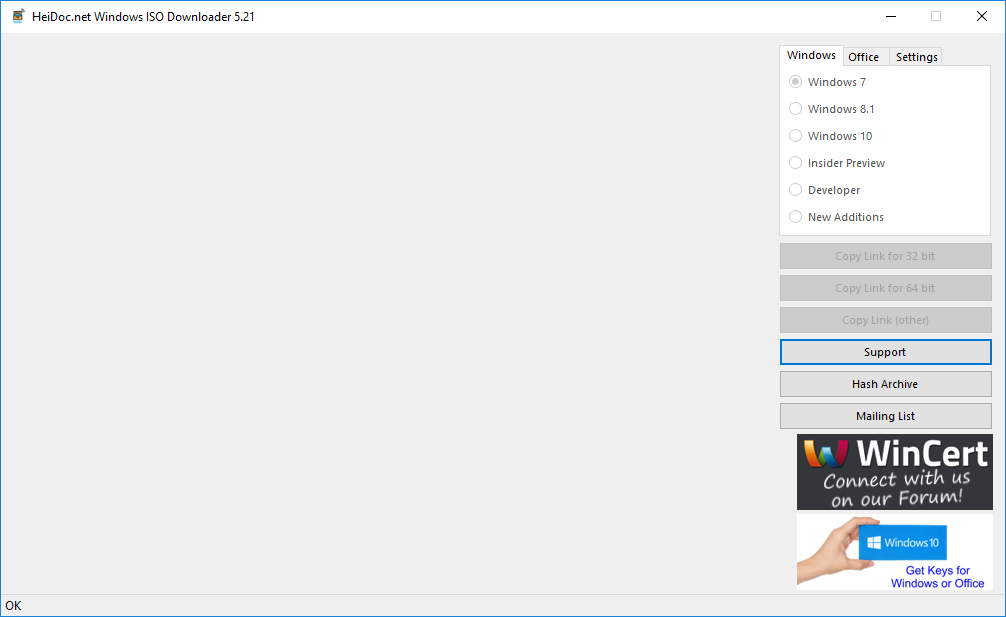 HeiDoc.net Windows ISO Downloader 5.21
Windows
Office
Settings
Windows 7
Windows 8.1
Windows 10
Insider Preview
Developer
New Additions
Copy Link for 32 bit
Copy Link for 64 bit
Copy Link (other)
Support
Hash Archive
Mailing List
WinCert
Connect with us
on our Forum!
Windows10
Get Keys for
Windows or Office
OK